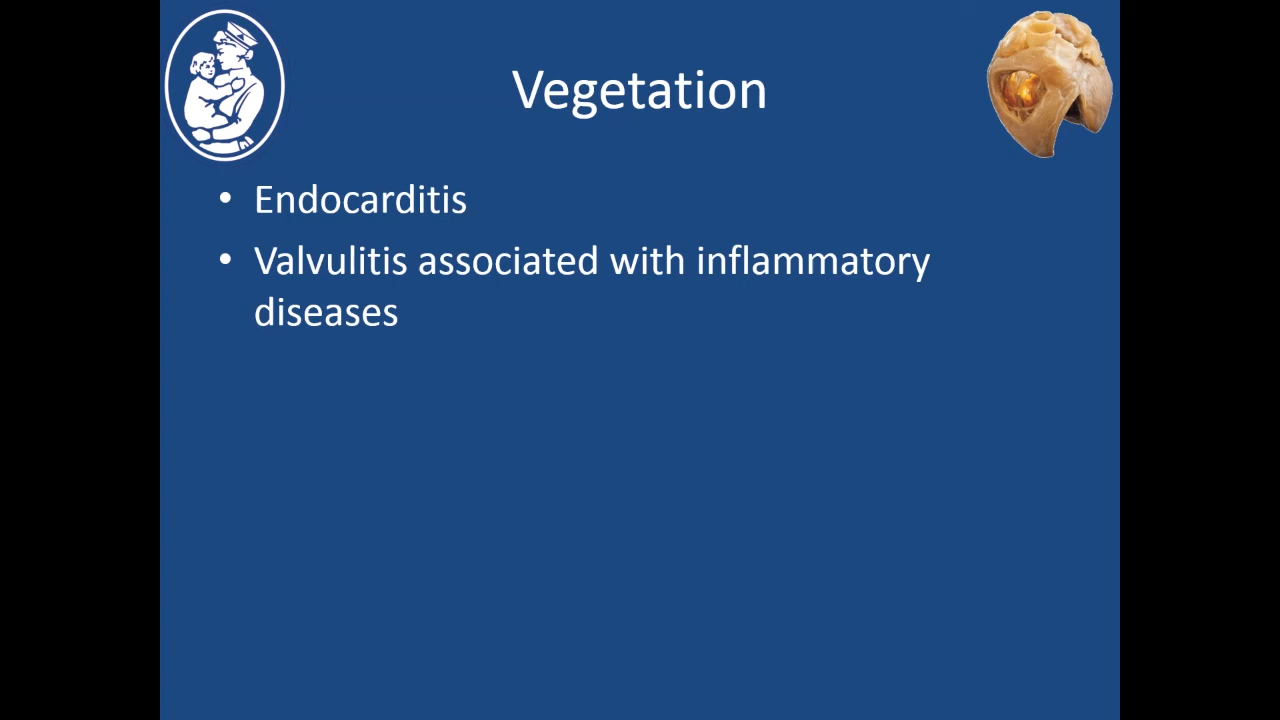 Vegetation
• Endocarditis
• Valvulitis associated with inflammatory
diseases